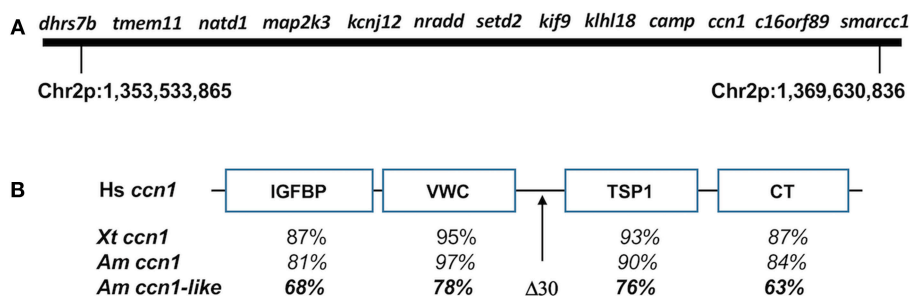 A dhrs7b tmem11 natd1 map2k3 kcnj12 nradd setd2 kif9 klhl18 camp ccn1 c16orf89 smarcc1
Chr2p:1,353,533,865 Chr2p:1,369,630,836
B Hs ccn1 IGFBP VWC TSP1 CT
Xt ccn1 87% 95% 93% 87%
Am ccn1 81% 97% 90% 84%
Am ccn1-like 68% 78% Δ30 76% 63%